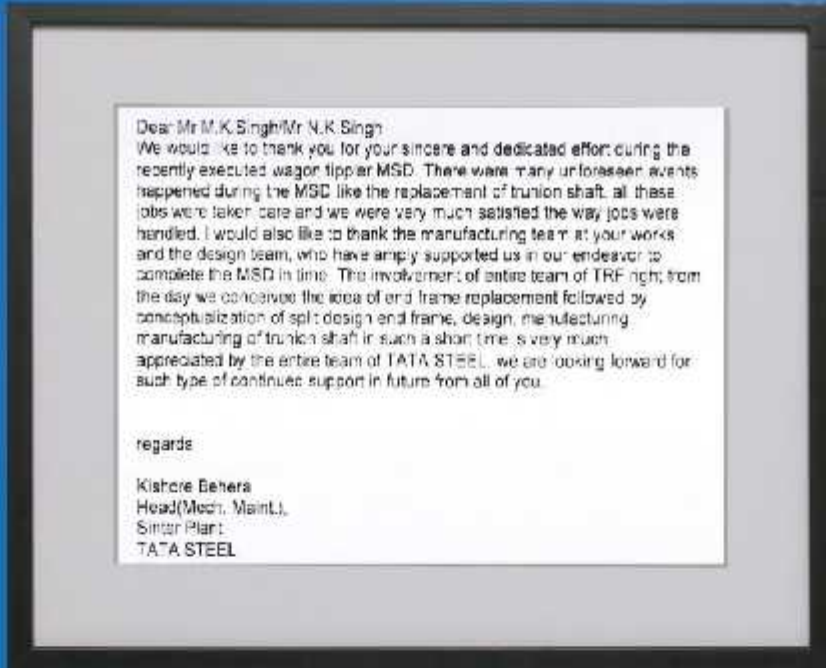 Dear Mr M.K.Singh/Mr N.K Singh
We would like to thank you for your sincere and dedicated effort during the
recently executed wagon tippler MSD. There were many unforeseen events
happened during the MSD like the replacement of trunion shaft, all these
jobs were taken care and we were very much satisfied the way jobs were
handled. I would also like to thank the manufacturing team at your works
and the design team, who have amply supported us in our endeavor to
complete the MSD in time. The involvement of entire team of TRF right from
the day we conceived the idea of end frame replacement followed by
conceptualization of split design end frame, design, manufacturing
manufacturing of trunion shaft in such a short time is very much
appreciated by the entire team of TATA STEEL, we are looking forward for
such type of continued support in future from all of you.
regards
Kishore Behera
Head(Mech. Maint.),
Sinter Plant
TATA STEEL